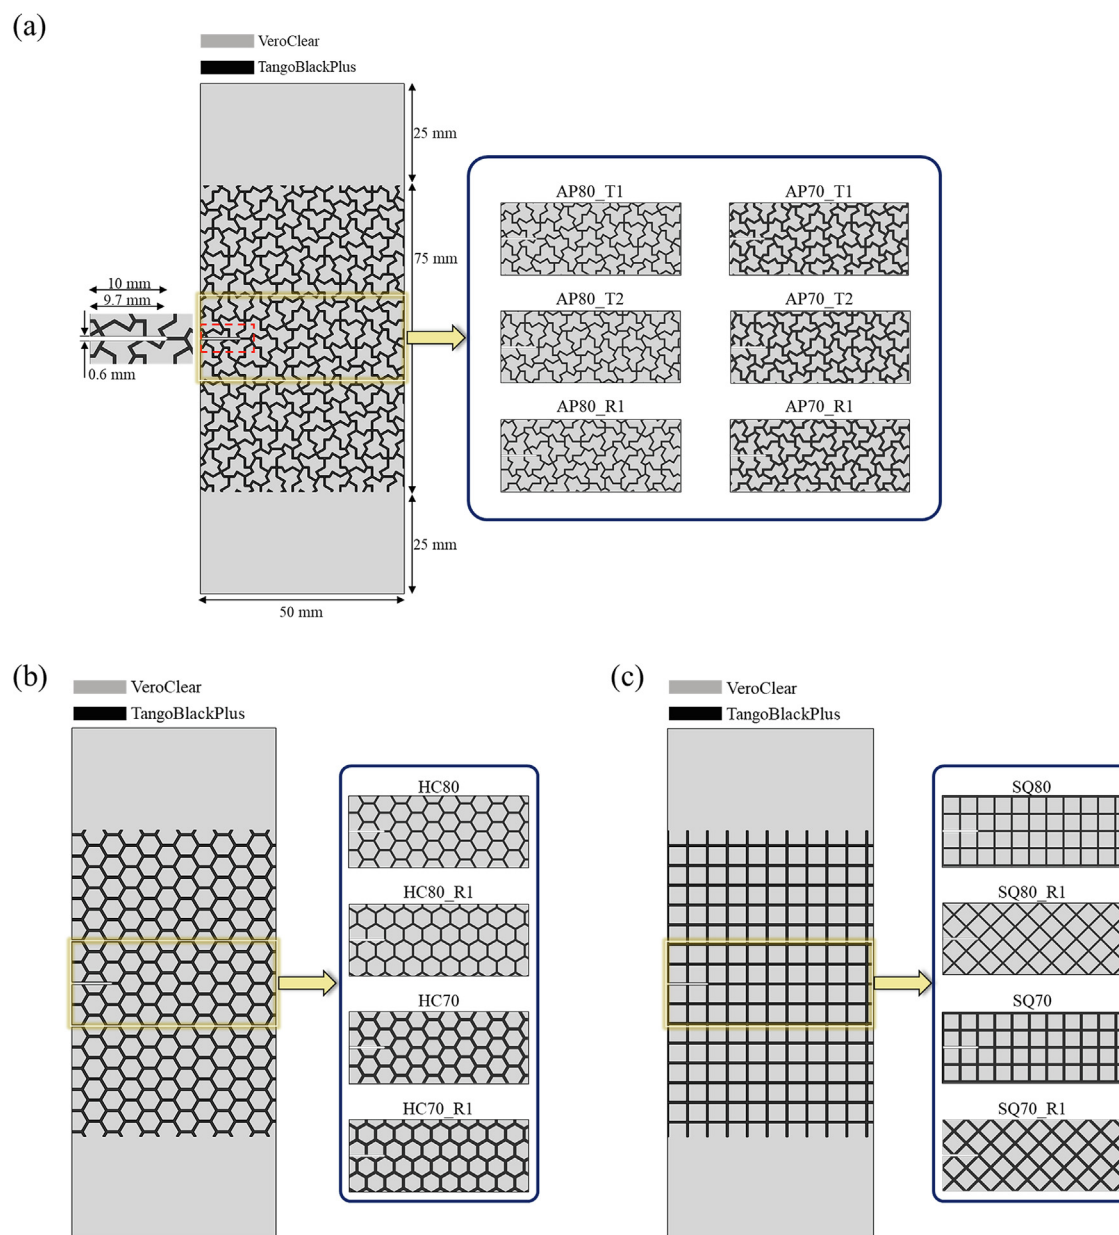 (a)
VeroClear
TangoBlackPlus
25 mm
75 mm
25 mm
50 mm
10 mm
9.7 mm
0.6 mm
AP80_T1
AP70_T1
AP80_T2
AP70_T2
AP80_R1
AP70_R1
(b)
VeroClear
TangoBlackPlus
HC80
HC80_R1
HC70
HC70_R1
(c)
VeroClear
TangoBlackPlus
SQ80
SQ80_R1
SQ70
SQ70_R1